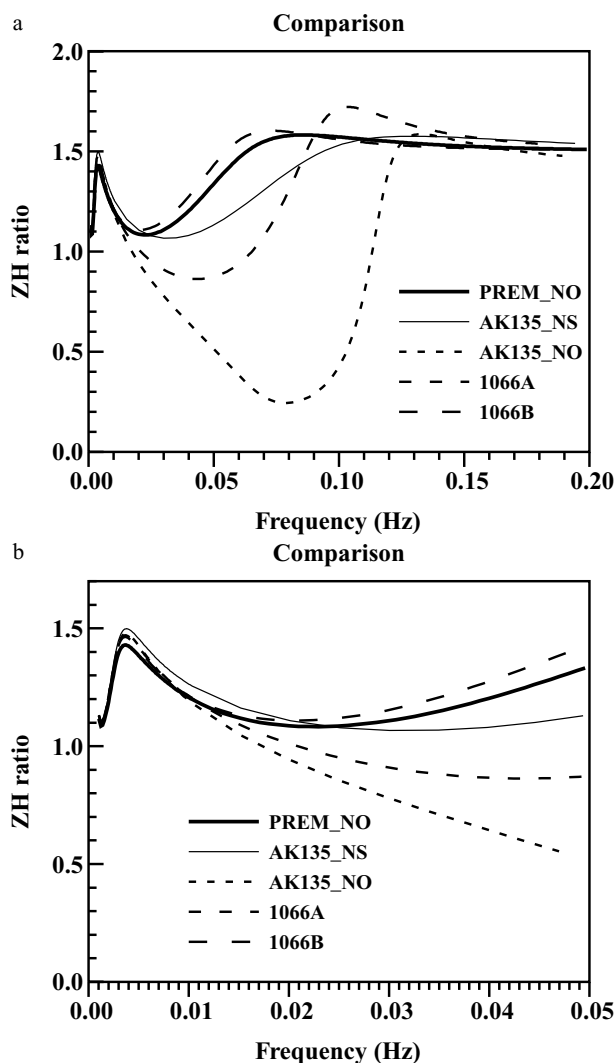 a
Comparison
2.0
1.5
1.0
0.5
0.0
ZH ratio
PREM_NO
AK135_NS
AK135_NO
1066A
1066B
0.00 0.05 0.10 0.15 0.20
Frequency (Hz)
b
Comparison
1.5
1.0
0.5
0.0
ZH ratio
PREM_NO
AK135_NS
AK135_NO
1066A
1066B
0.00 0.01 0.02 0.03 0.04 0.05
Frequency (Hz)